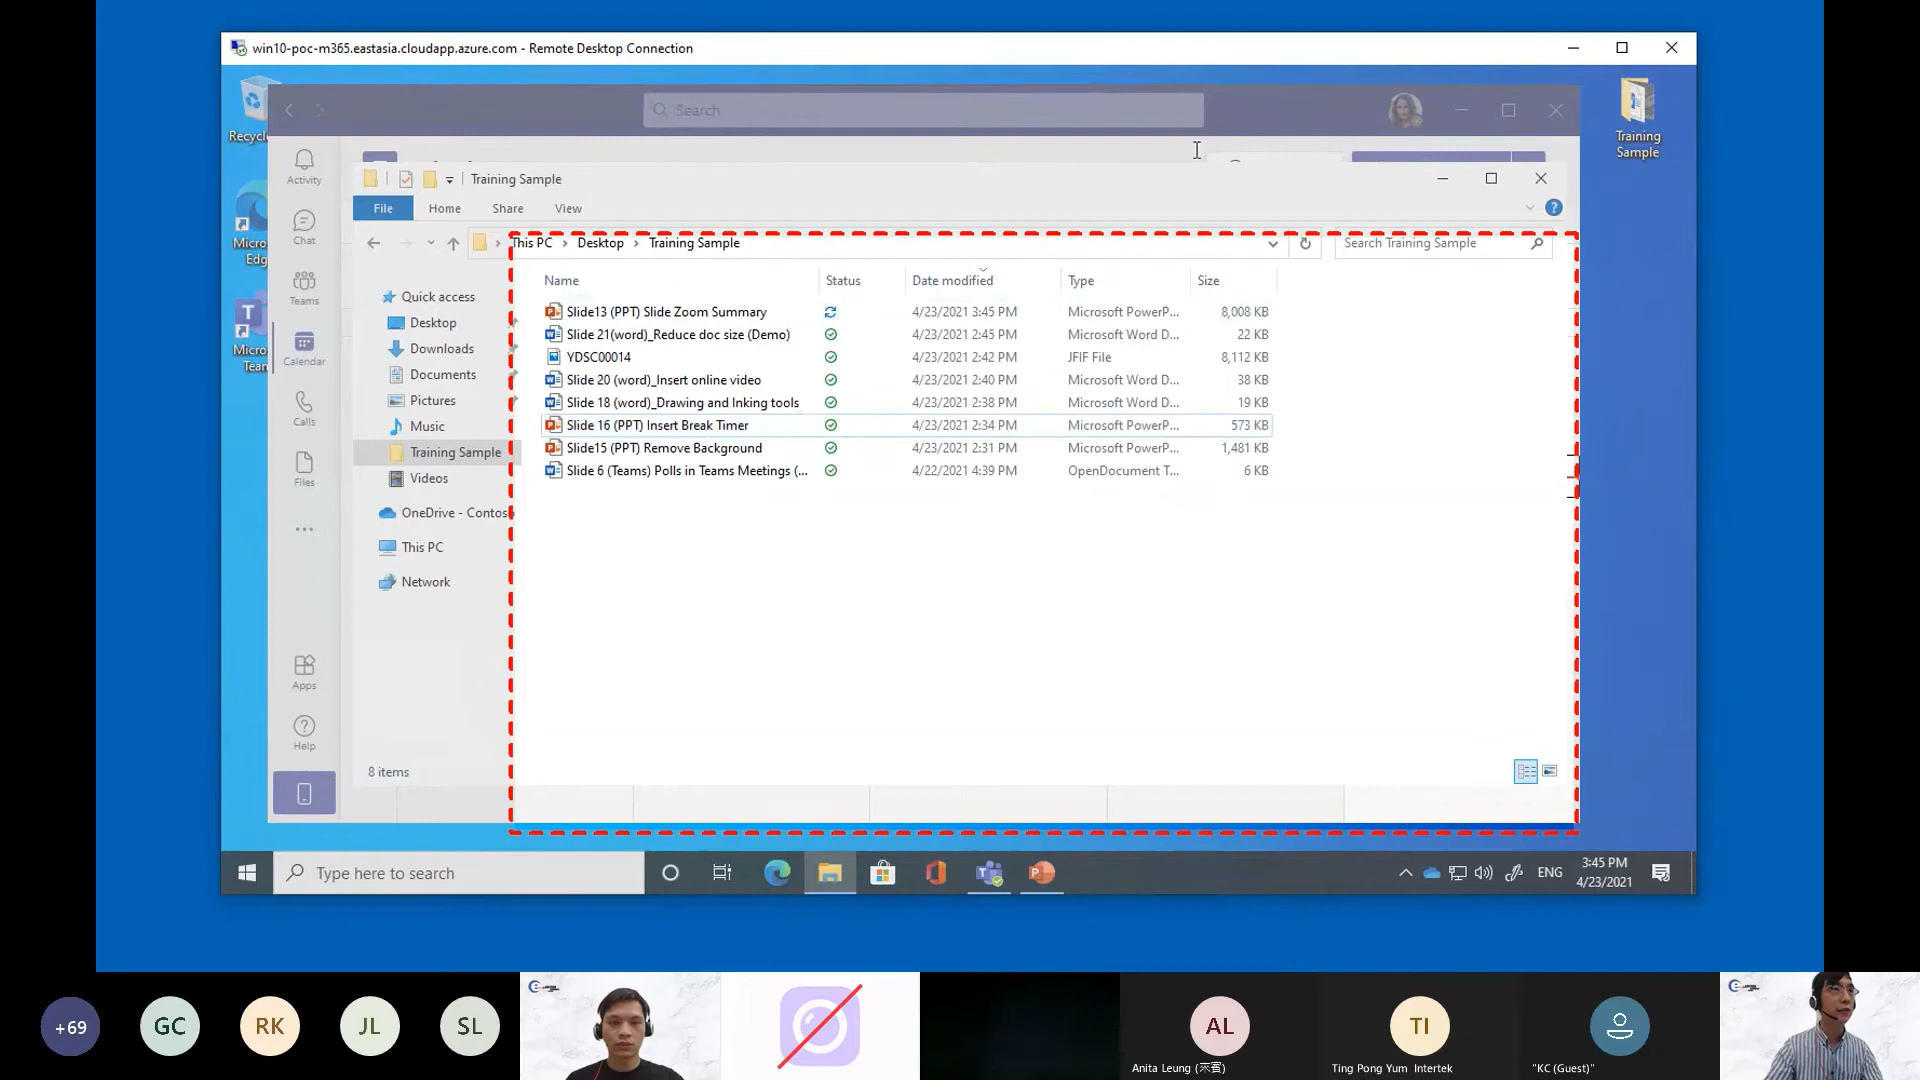 win10-poc-m365.eastasia.cloudapp.azure.com - Remote Desktop Connection
Search
Training
Sample
Activity
Chat
Teams
Calendar
Calls
Files
Apps
Help
Training Sample
File Home Share View
This PC > Desktop > Training Sample
Search Training Sample
Name Status Date modified Type Size
Slide13 (PPT) Slide Zoom Summary 4/23/2021 3:45 PM Microsoft PowerP... 8,008 KB
Slide 21(word)_Reduce doc size (Demo) 4/23/2021 2:45 PM Microsoft Word D... 22 KB
YDSC00014 4/23/2021 2:42 PM JFIF File 8,112 KB
Slide 20 (word)_Insert online video 4/23/2021 2:40 PM Microsoft Word D... 38 KB
Slide 18 (word)_Drawing and Inking tools 4/23/2021 2:38 PM Microsoft Word D... 19 KB
Slide 16 (PPT) Insert Break Timer 4/23/2021 2:34 PM Microsoft PowerP... 573 KB
Slide15 (PPT) Remove Background 4/23/2021 2:31 PM Microsoft PowerP... 1,481 KB
Slide 6 (Teams) Polls in Teams Meetings (... 4/22/2021 4:39 PM OpenDocument T... 6 KB
Quick access
Desktop
Downloads
Documents
Pictures
Music
Training Sample
Videos
OneDrive - Contos
This PC
Network
8 items
Recycl
Micro
Edg
Micro
Tea
Type here to search
ENG
3:45 PM
4/23/2021
+69
GC
RK
JL
SL
AL
Anita Leung
TI
Ting Pong Yum Intertek
"KC (Guest)"